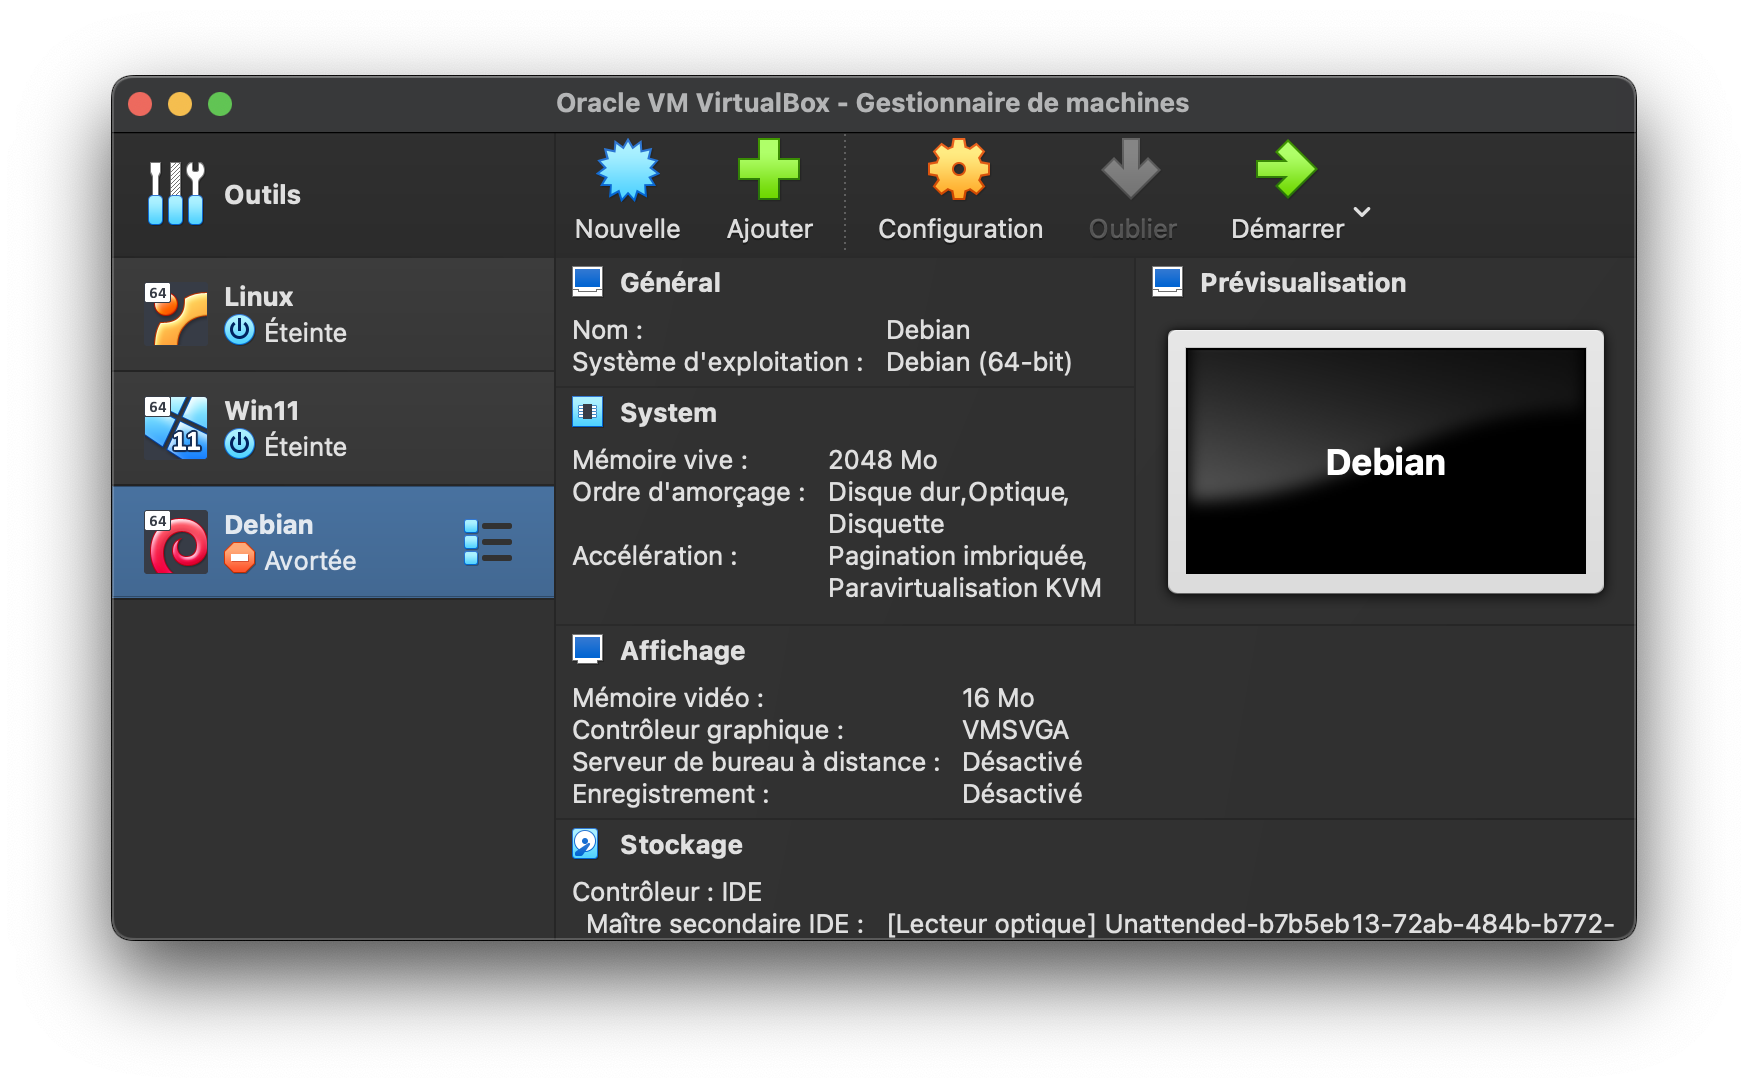 Oracle VM VirtualBox - Gestionnaire de machines
Outils
Nouvelle
Ajouter
Configuration
Oublier
Démarrer
64
Linux
Éteinte
64
11
Win11
Éteinte
64
Debian
Avortée
Général
Nom : Debian
Système d'exploitation : Debian (64-bit)
System
Mémoire vive : 2048 Mo
Ordre d'amorçage : Disque dur,Optique,
Disquette
Accélération : Pagination imbriquée,
Paravirtualisation KVM
Prévisualisation
Debian
Affichage
Mémoire vidéo : 16 Mo
Contrôleur graphique : VMSVGA
Serveur de bureau à distance : Désactivé
Enregistrement : Désactivé
Stockage
Contrôleur : IDE
Maître secondaire IDE : [Lecteur optique] Unattended-b7b5eb13-72ab-484b-b772-